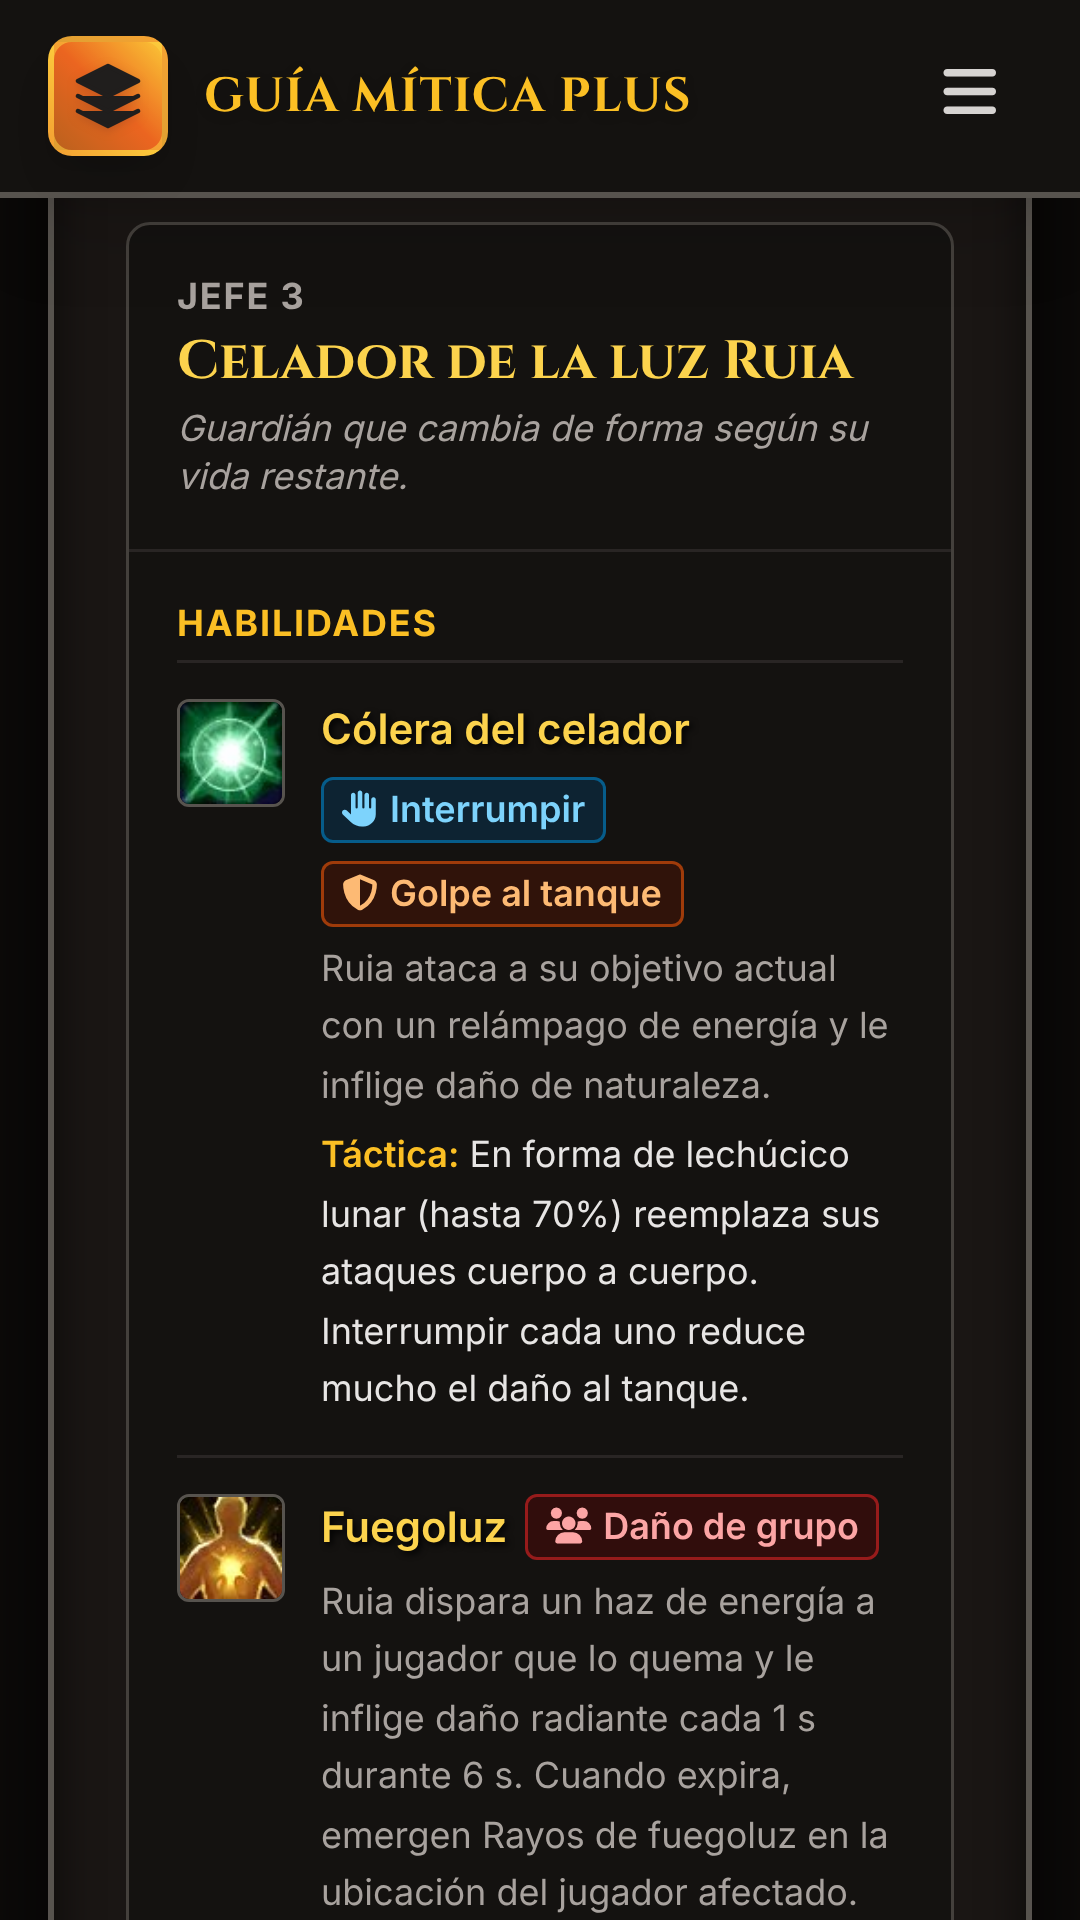 GUÍA MÍTICA PLUS
JEFE 3
Celador de la luz Ruia
Guardián que cambia de forma según su
vida restante.
HABILIDADES
Cólera del celador
Interrumpir
Golpe al tanque
Ruia ataca a su objetivo actual
con un relámpago de energía y le
inflige daño de naturaleza.
Táctica: En forma de lechúcico
lunar (hasta 70%) reemplaza sus
ataques cuerpo a cuerpo.
Interrumpir cada uno reduce
mucho el daño al tanque.
Fuegoluz Daño de grupo
Ruia dispara un haz de energía a
un jugador que lo quema y le
inflige daño radiante cada 1 s
durante 6 s. Cuando expira,
emergen Rayos de fuegoluz en la
ubicación del jugador afectado.